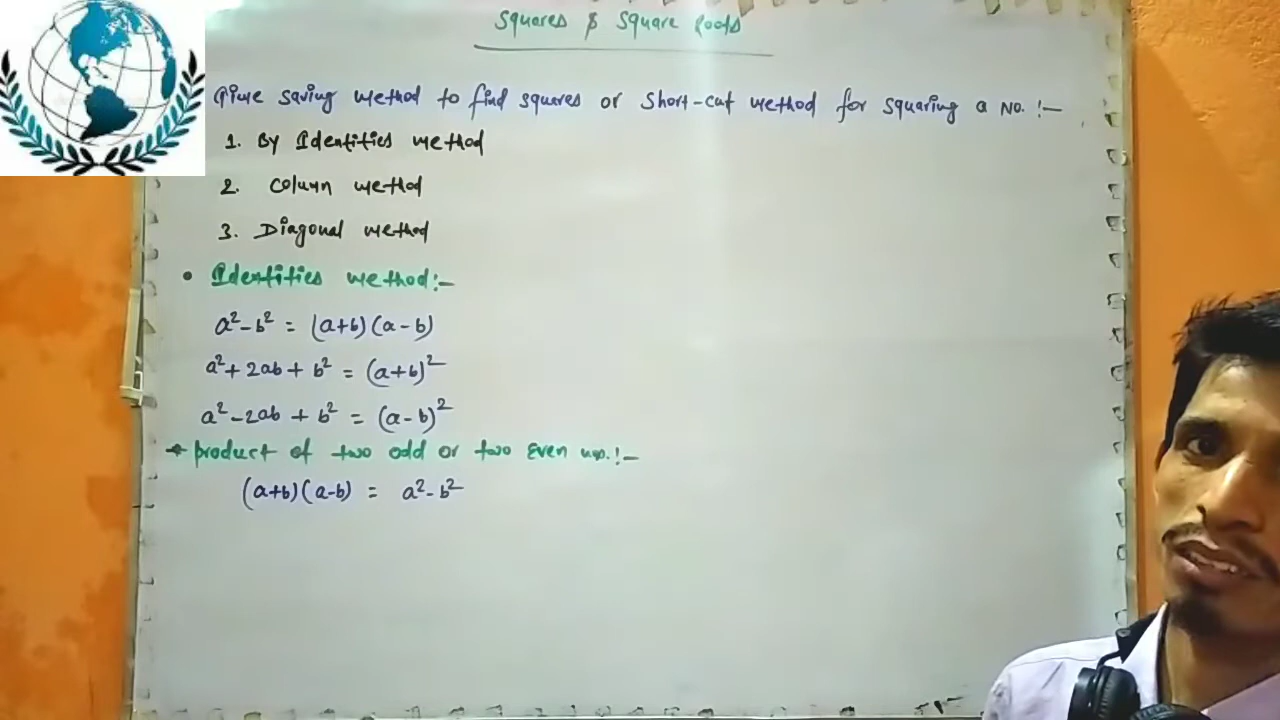 Squares & Square Roots
Time saving method to find squares or short-cut method for squaring a No. :-
1. By Identities method
2. Column method
3. Diagonal method
• Identities method:-
a² - b² = (a+b) (a-b)
a² + 2ab + b² = (a+b)²
a² - 2ab + b² = (a-b)²
→ product of two odd or two Even no. :-
(a+b) (a-b) = a² - b²